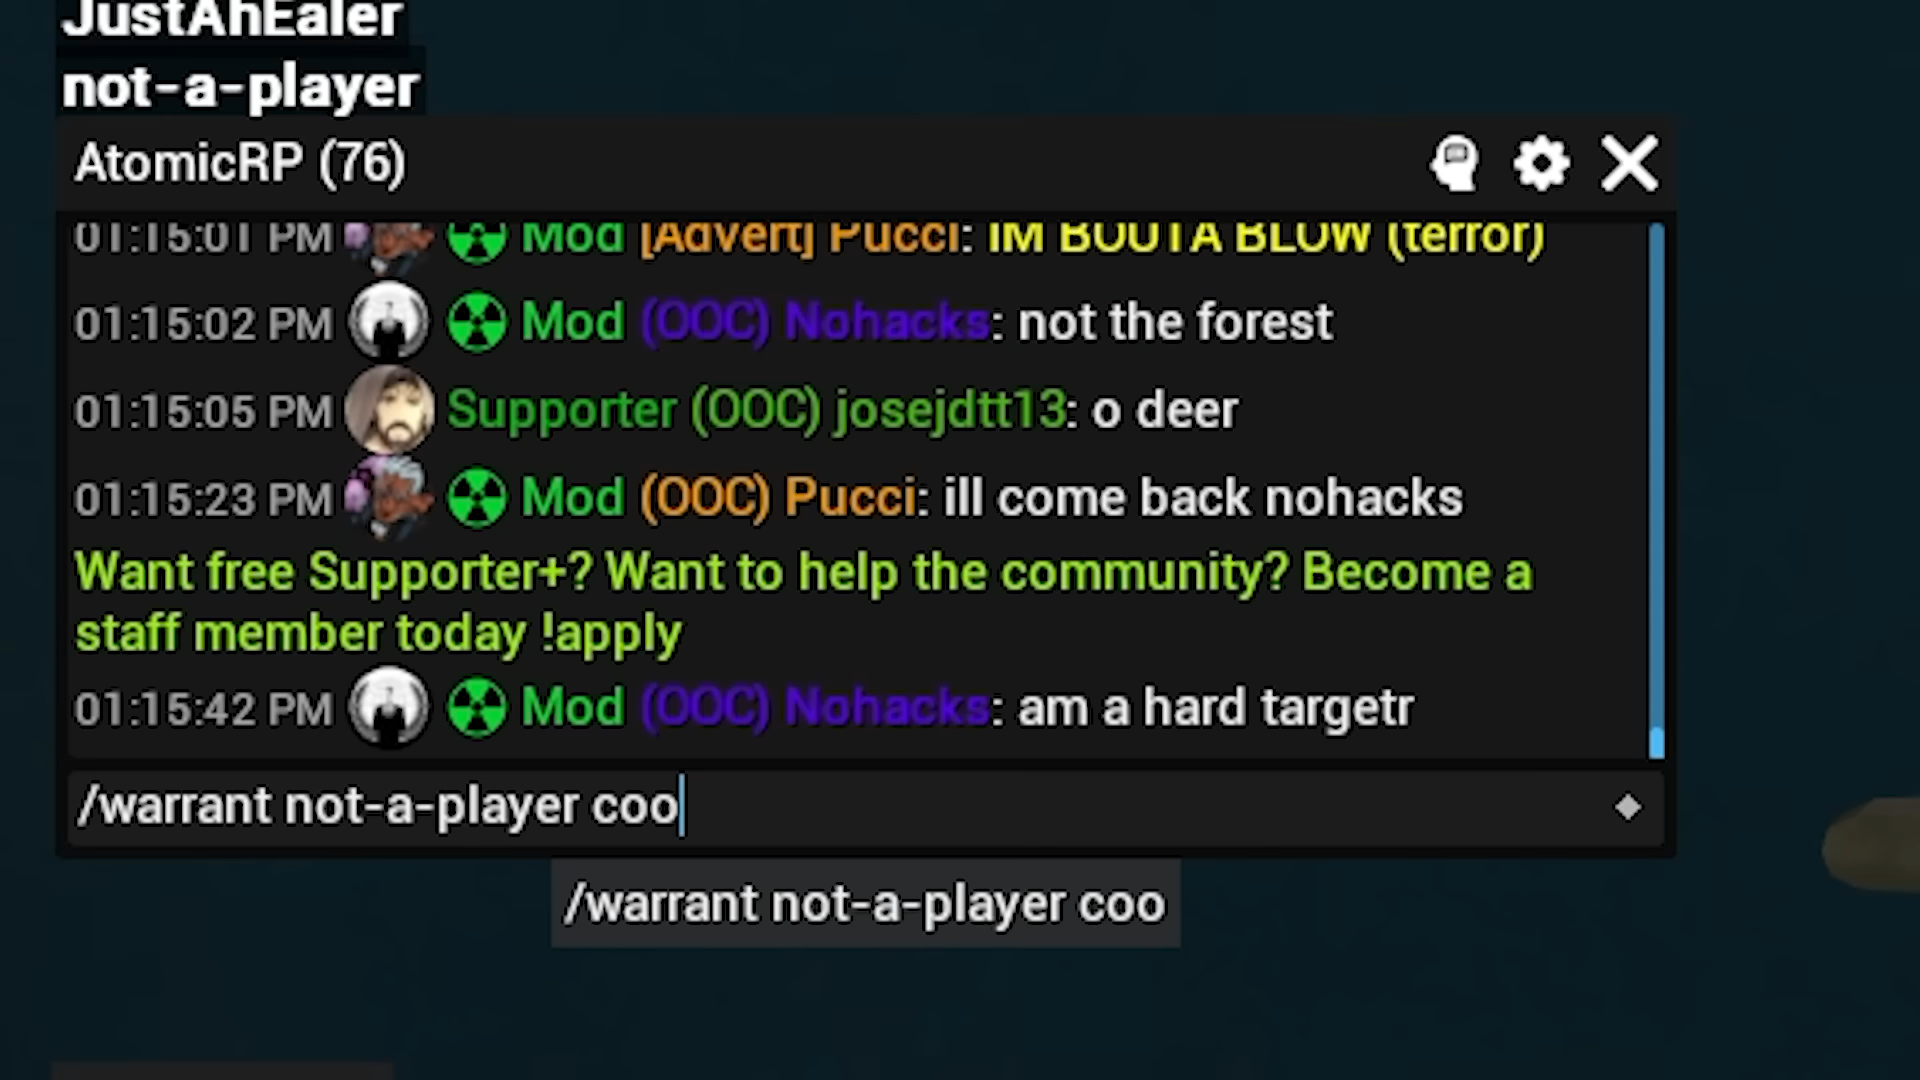 JustAhEaler
not-a-player
AtomicRP (76)
01:15:01 PM Mod [Advert] Pucci: IM BOUTA BLOW (terror)
01:15:02 PM Mod (OOC) Nohacks: not the forest
01:15:05 PM Supporter (OOC) josejdtt13: o deer
01:15:23 PM Mod (OOC) Pucci: ill come back nohacks
Want free Supporter+? Want to help the community? Become a
staff member today !apply
01:15:42 PM Mod (OOC) Nohacks: am a hard targetr
/warrant not-a-player coo
/warrant not-a-player coo